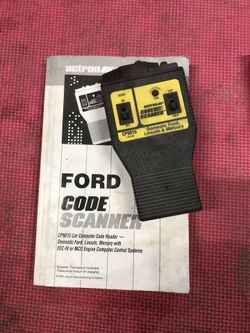 actron
FORD
CODE
SCANNER
CP9015 Car Computer Code Reader —
Domestic Ford, Lincoln, Mercury with
EEC-IV or MCU Engine Computer Control Systems
CODE
SCANNER
CP9015
Domestic Ford,
Lincoln & Mercury